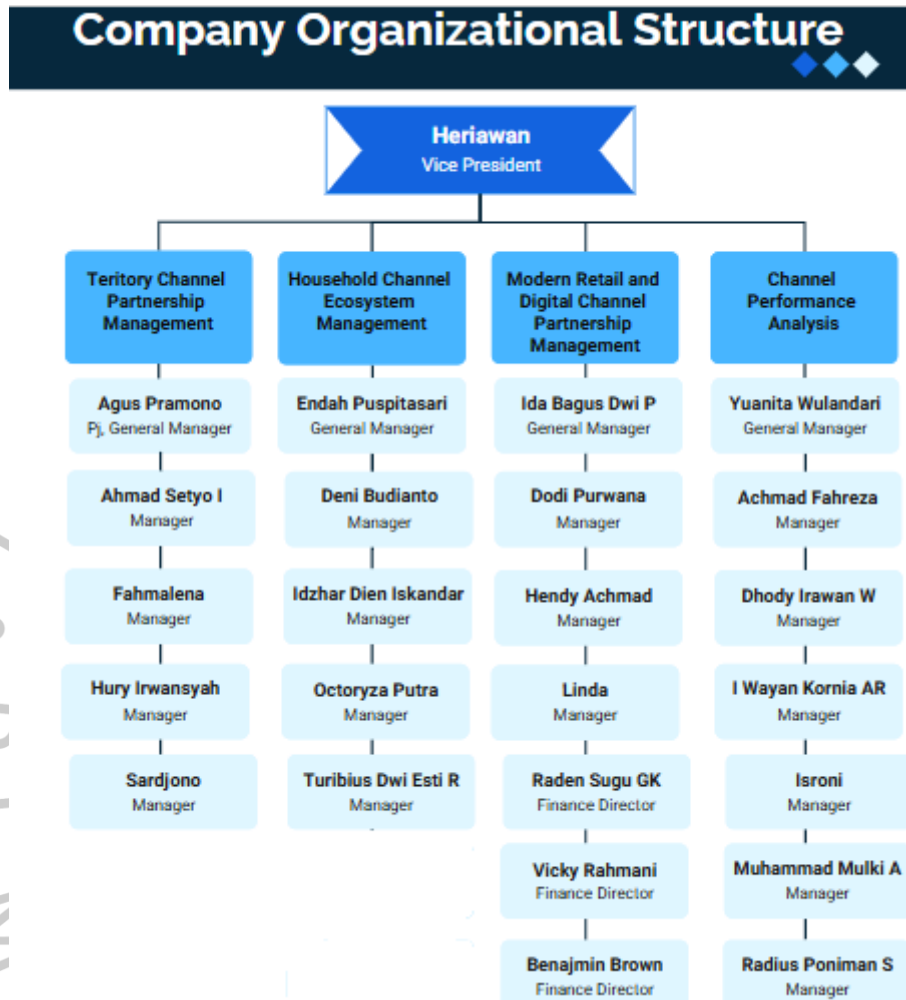 Company Organizational Structure
Heriawan
Vice President
Teritory Channel
Partnership
Management
Agus Pramono
Pj, General Manager
Ahmad Setyo I
Manager
Fahmalena
Manager
Hury Irwansyah
Manager
Sardjono
Manager
Household Channel
Ecosystem
Management
Endah Puspitasari
General Manager
Deni Budianto
Manager
Idzhar Dien Iskandar
Manager
Octoryza Putra
Manager
Turibius Dwi Esti R
Manager
Modern Retail and
Digital Channel
Partnership
Management
Ida Bagus Dwi P
General Manager
Dodi Purwana
Manager
Hendy Achmad
Manager
Linda
Manager
Raden Sugu GK
Finance Director
Vicky Rahmani
Finance Director
Benajmin Brown
Finance Director
Channel
Performance
Analysis
Yuanita Wulandari
General Manager
Achmad Fahreza
Manager
Dhody Irawan W
Manager
I Wayan Kornia AR
Manager
Isroni
Manager
Muhammad Mulki A
Manager
Radius Poniman S
Manager